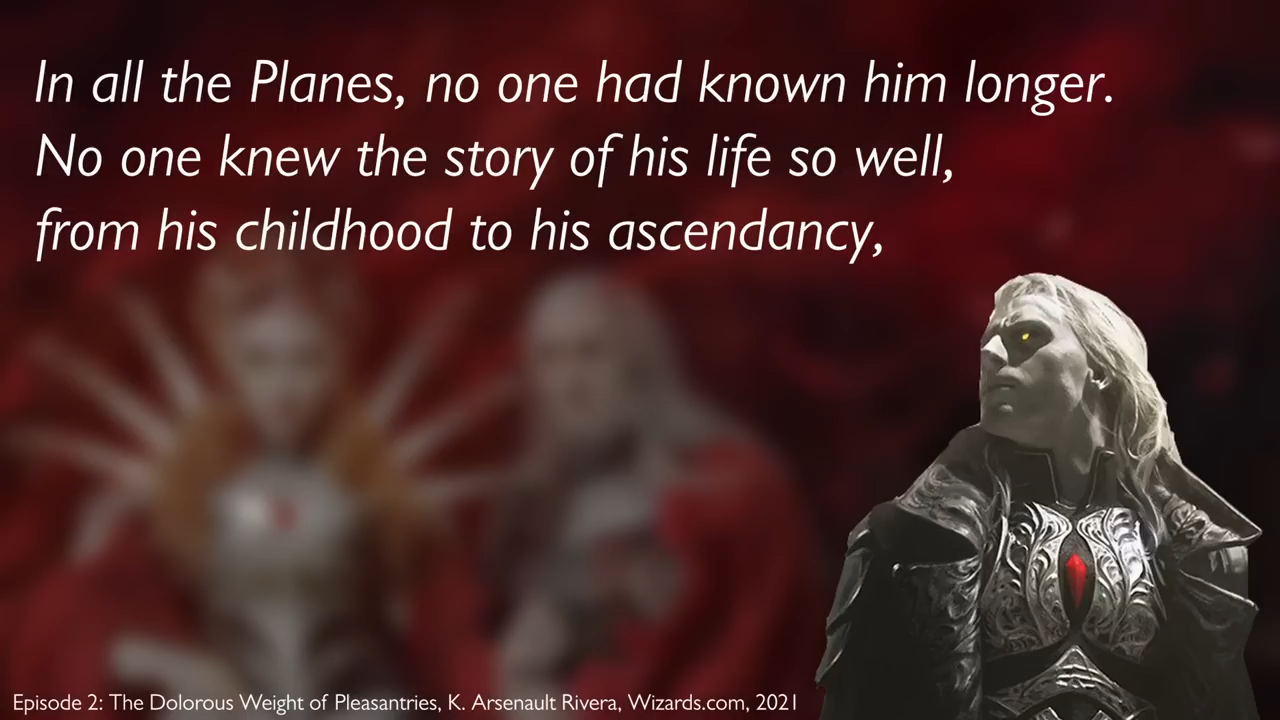 In all the Planes, no one had known him longer.
No one knew the story of his life so well,
from his childhood to his ascendancy,
Episode 2: The Dolorous Weight of Pleasantries, K. Arsenault Rivera, Wizards.com, 2021